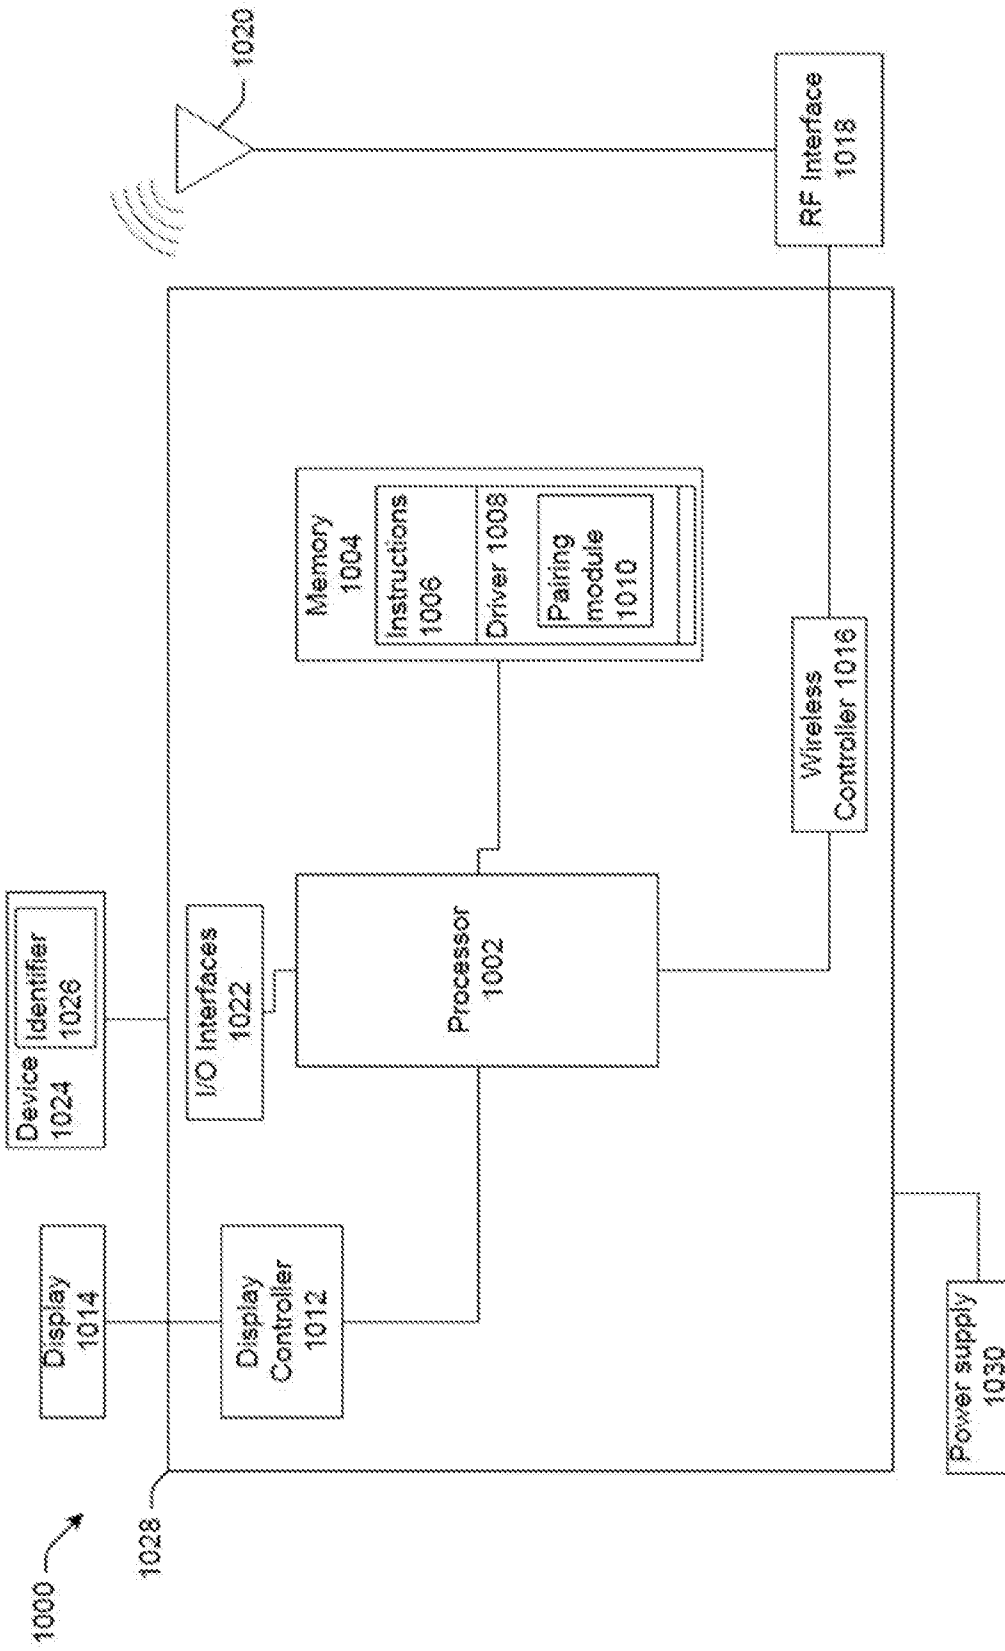 1000
1028
Display
1014
Device
1024
Identifier
1026
Display
Controller
1012
I/O Interfaces
1022
Processor
1002
Memory
1004
Instructions
1006
Driver 1008
Pairing
module
1010
Wireless
Controller 1016
RF Interface
1018
1020
Power supply
1030